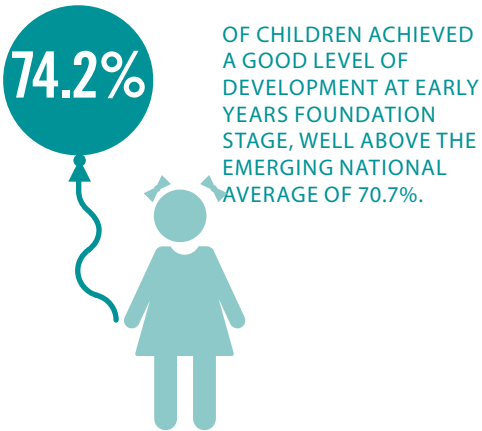 74.2%
OF CHILDREN ACHIEVED
A GOOD LEVEL OF
DEVELOPMENT AT EARLY
YEARS FOUNDATION
STAGE, WELL ABOVE THE
EMERGING NATIONAL
AVERAGE OF 70.7%.